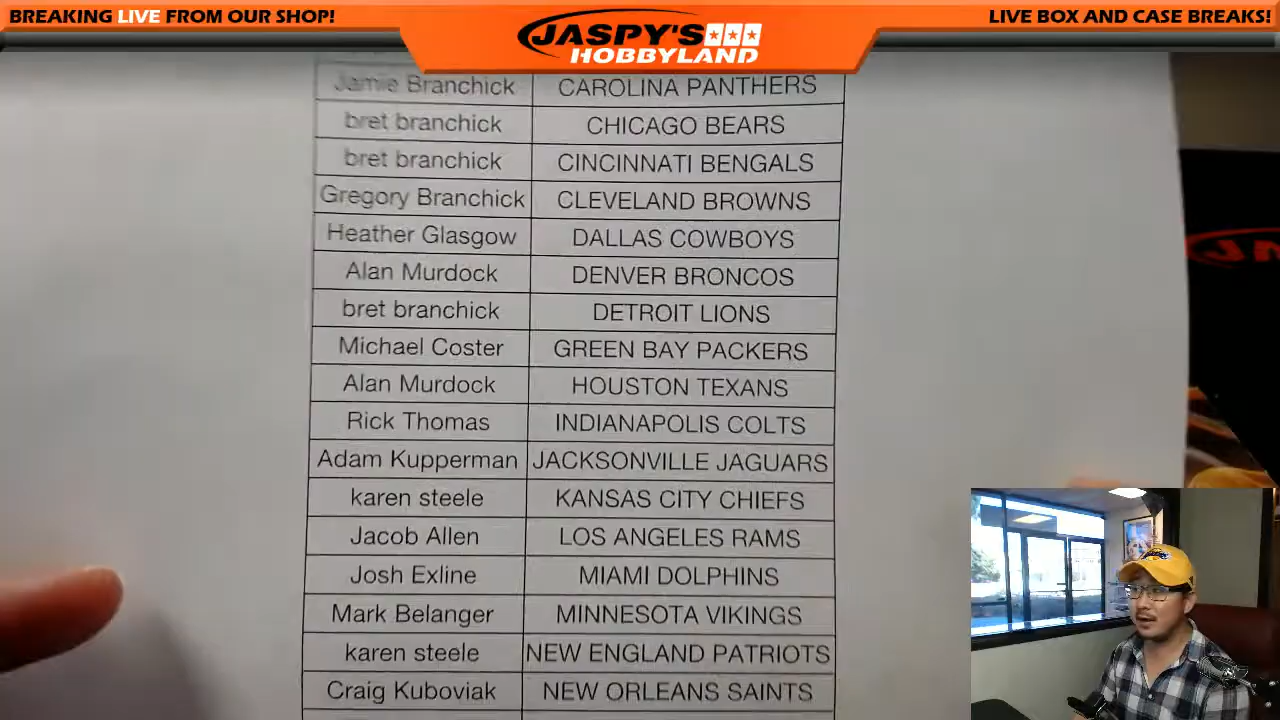 BREAKING LIVE FROM OUR SHOP!
JASPY'S
HOBBYLAND
LIVE BOX AND CASE BREAKS!
Jamie Branchick CAROLINA PANTHERS
bret branchick CHICAGO BEARS
bret branchick CINCINNATI BENGALS
Gregory Branchick CLEVELAND BROWNS
Heather Glasgow DALLAS COWBOYS
Alan Murdock DENVER BRONCOS
bret branchick DETROIT LIONS
Michael Coster GREEN BAY PACKERS
Alan Murdock HOUSTON TEXANS
Rick Thomas INDIANAPOLIS COLTS
Adam Kupperman JACKSONVILLE JAGUARS
karen steele KANSAS CITY CHIEFS
Jacob Allen LOS ANGELES RAMS
Josh Exline MIAMI DOLPHINS
Mark Belanger MINNESOTA VIKINGS
karen steele NEW ENGLAND PATRIOTS
Craig Kuboviak NEW ORLEANS SAINTS